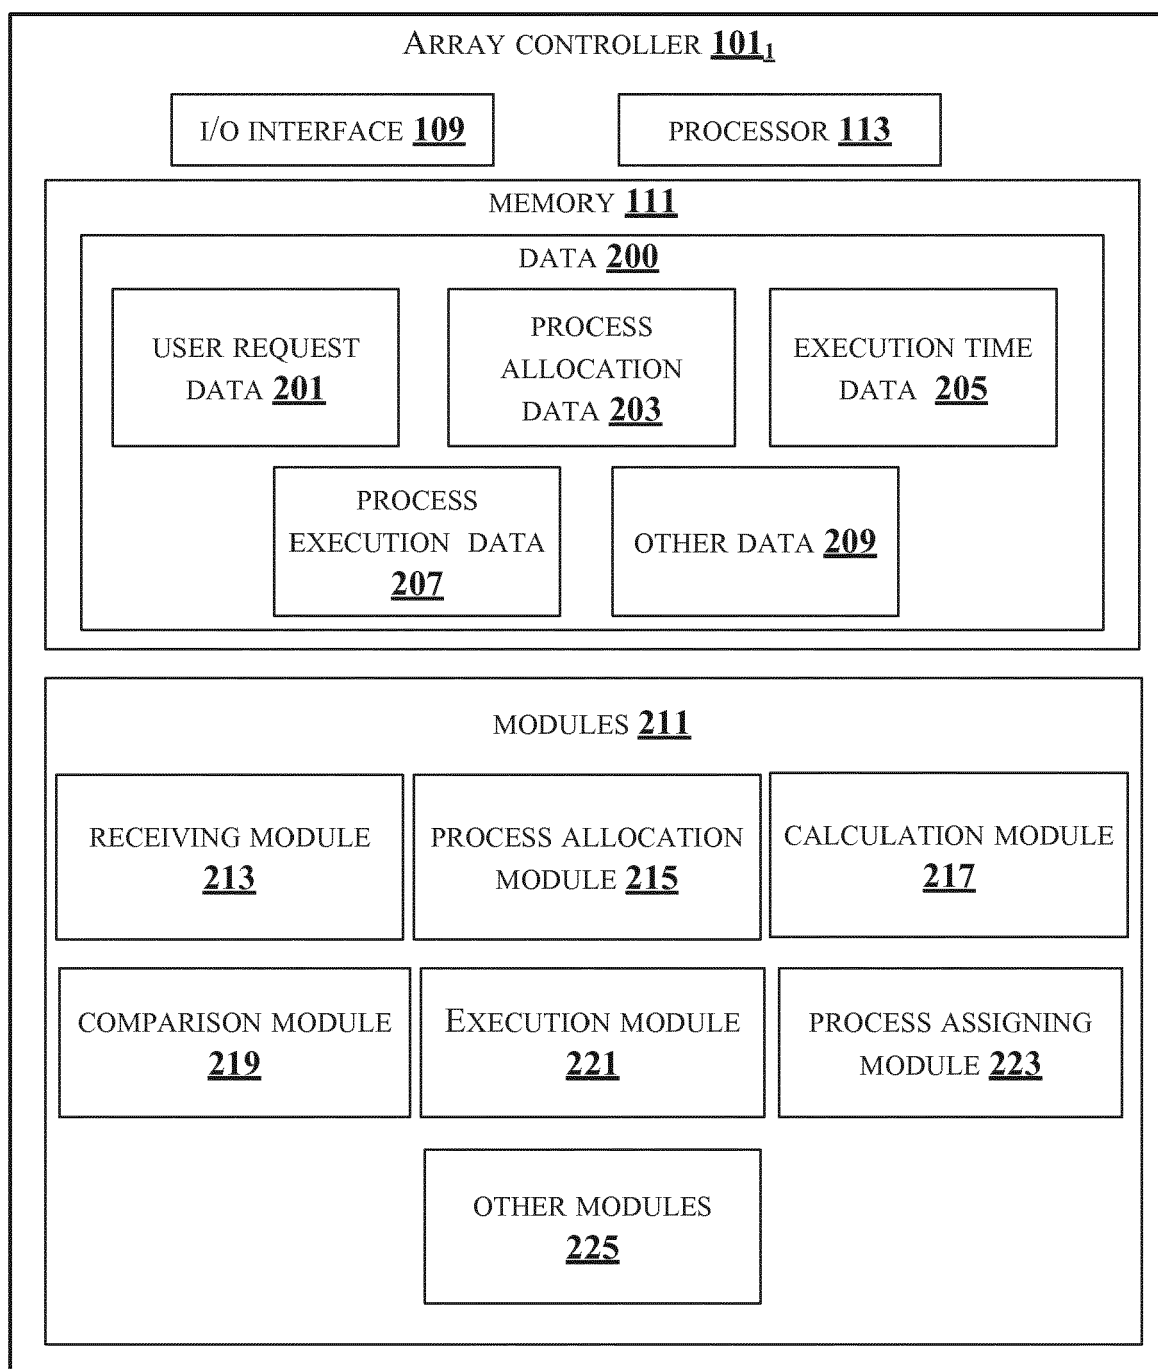 ARRAY CONTROLLER 101₁
I/O INTERFACE 109
PROCESSOR 113
MEMORY 111
DATA 200
USER REQUEST
DATA 201
PROCESS
ALLOCATION
DATA 203
EXECUTION TIME
DATA 205
PROCESS
EXECUTION DATA
207
OTHER DATA 209
MODULES 211
RECEIVING MODULE
213
PROCESS ALLOCATION
MODULE 215
CALCULATION MODULE
217
COMPARISON MODULE
219
EXECUTION MODULE
221
PROCESS ASSIGNING
MODULE 223
OTHER MODULES
225